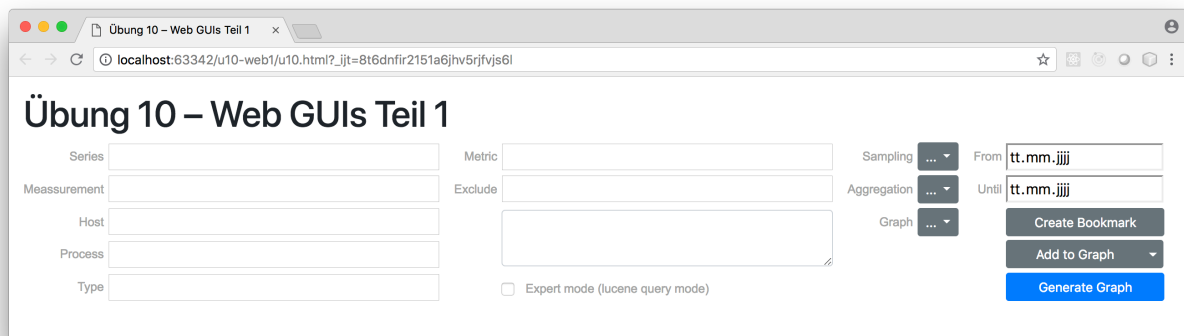 Übung 10 – Web GUIs Teil 1 ×
localhost:63342/u10-web1/u10.html?_ijt=8t6dnfir2151a6jhv5rjfvjs6l
Übung 10 – Web GUIs Teil 1
Series Metric Sampling ... From tt.mm.jjjj
Meassurement Exclude Aggregation ... Until tt.mm.jjjj
Host Graph ... Create Bookmark
Process Add to Graph
Type Expert mode (lucene query mode) Generate Graph